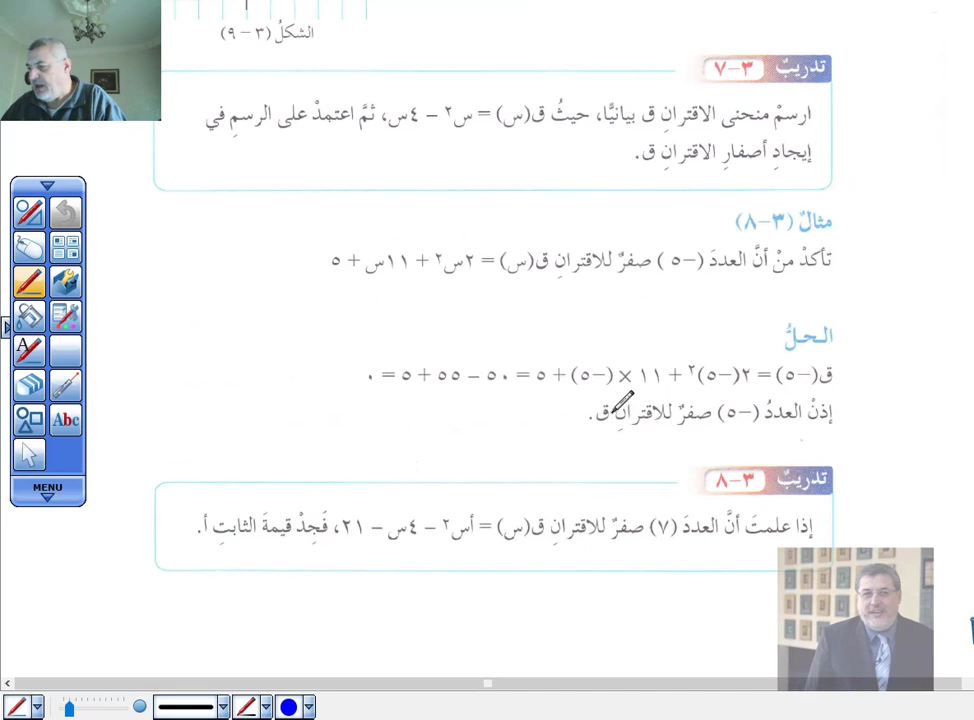 الشكلُ (٣ – ٩)
تدريبٌ ٣–٧
ارسمْ منحنى الاقترانِ ق بيانيًّا، حيثُ ق(س) = س٢ – ٤س، ثمَّ اعتمدْ على الرسمِ في
إيجادِ أصفارِ الاقترانِ ق.
مثالٌ (٣–٨)
تأكدْ منْ أنَّ العددَ (–٥ ) صفرٌ للاقترانِ ق(س) = ٢س٢ + ١١س + ٥
الـحـلُّ
ق(–٥) = ٢(–٥)٢ + ١١ × (–٥) + ٥ = ٥٠ – ٥٥ + ٥ = ٠
إذنْ العددُ (–٥) صفرٌ للاقترانِ ق.
تدريبٌ ٣–٨
إذا علمتَ أنَّ العددَ (٧) صفرٌ للاقترانِ ق(س) = أس٢ – ٤س – ٢١، فَجِدْ قيمةَ الثابتِ أ.
A
Abc
MENU